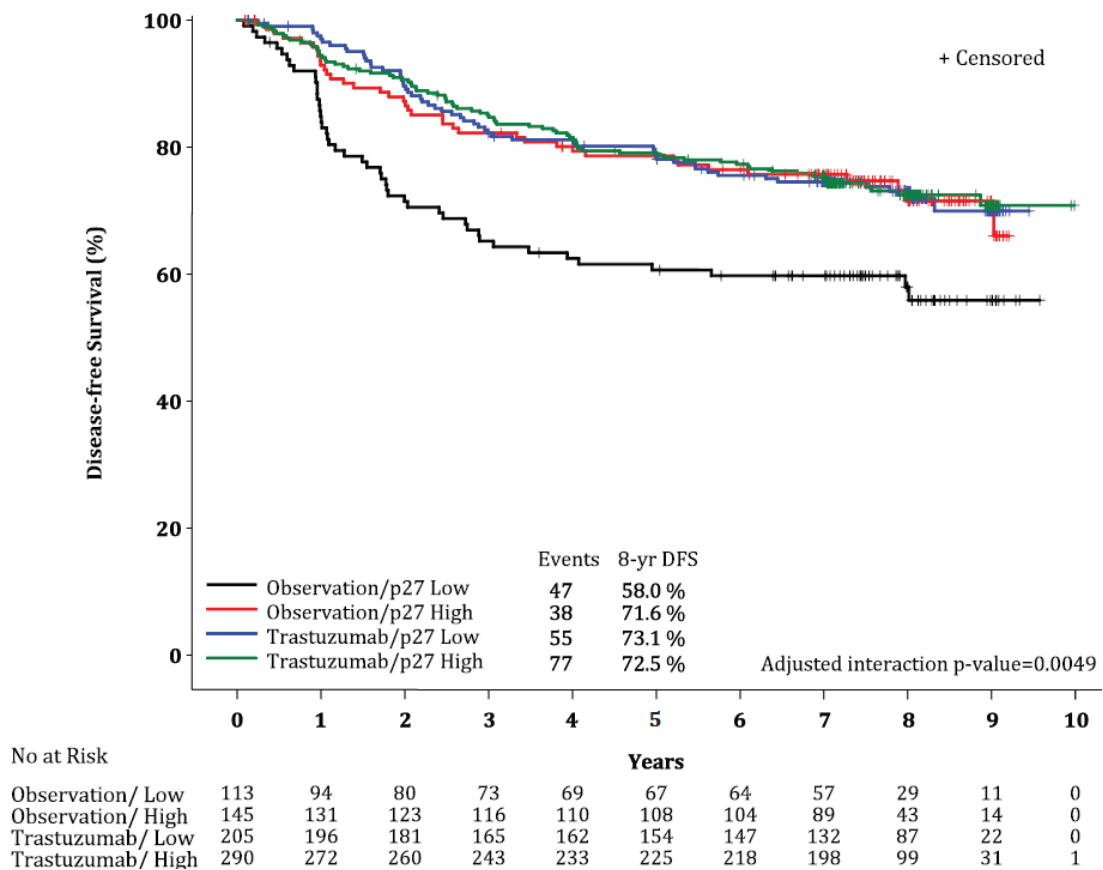 100
80
60
40
20
0
Disease-free Survival (%)
+ Censored
Events 8-yr DFS
Observation/p27 Low 47 58.0 %
Observation/p27 High 38 71.6 %
Trastuzumab/p27 Low 55 73.1 %
Trastuzumab/p27 High 77 72.5 %
Adjusted interaction p-value=0.0049
0 1 2 3 4 5 6 7 8 9 10
Years
No at Risk
Observation/ Low 113 94 80 73 69 67 64 57 29 11 0
Observation/ High 145 131 123 116 110 108 104 89 43 14 0
Trastuzumab/ Low 205 196 181 165 162 154 147 132 87 22 0
Trastuzumab/ High 290 272 260 243 233 225 218 198 99 31 1